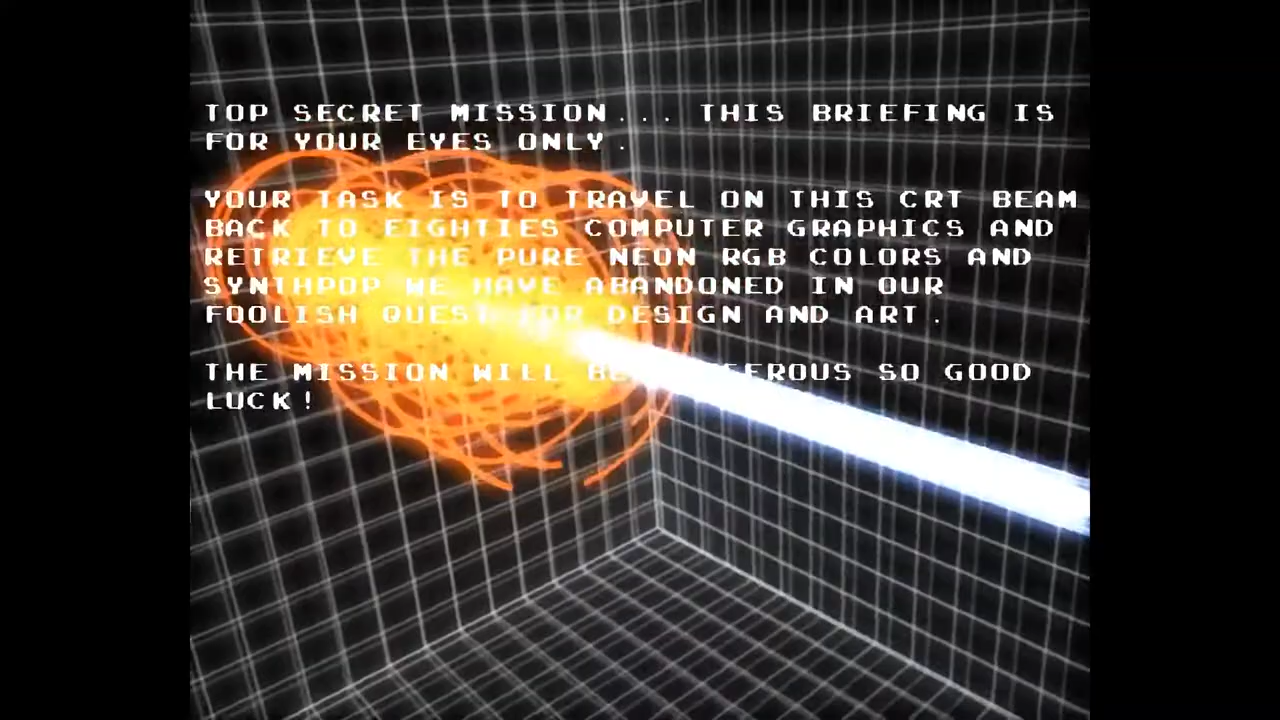 TOP SECRET MISSION... THIS BRIEFING IS
FOR YOUR EYES ONLY.
YOUR TASK IS TO TRAVEL ON THIS CRT BEAM
BACK TO EIGHTIES COMPUTER GRAPHICS AND
RETRIEVE THE PURE NEON RGB COLORS AND
SYNTHPOP WE HAVE ABANDONED IN OUR
FOOLISH QUEST FOR DESIGN AND ART.
THE MISSION WILL BE DANGEROUS SO GOOD
LUCK!